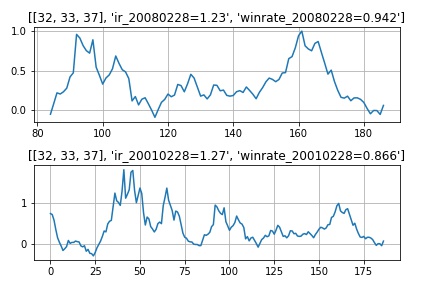 [[32, 33, 37], 'ir_20080228=1.23', 'winrate_20080228=0.942']
1.0
0.5
0.0
80 100 120 140 160 180
[[32, 33, 37], 'ir_20010228=1.27', 'winrate_20010228=0.866']
1
0
0 25 50 75 100 125 150 175